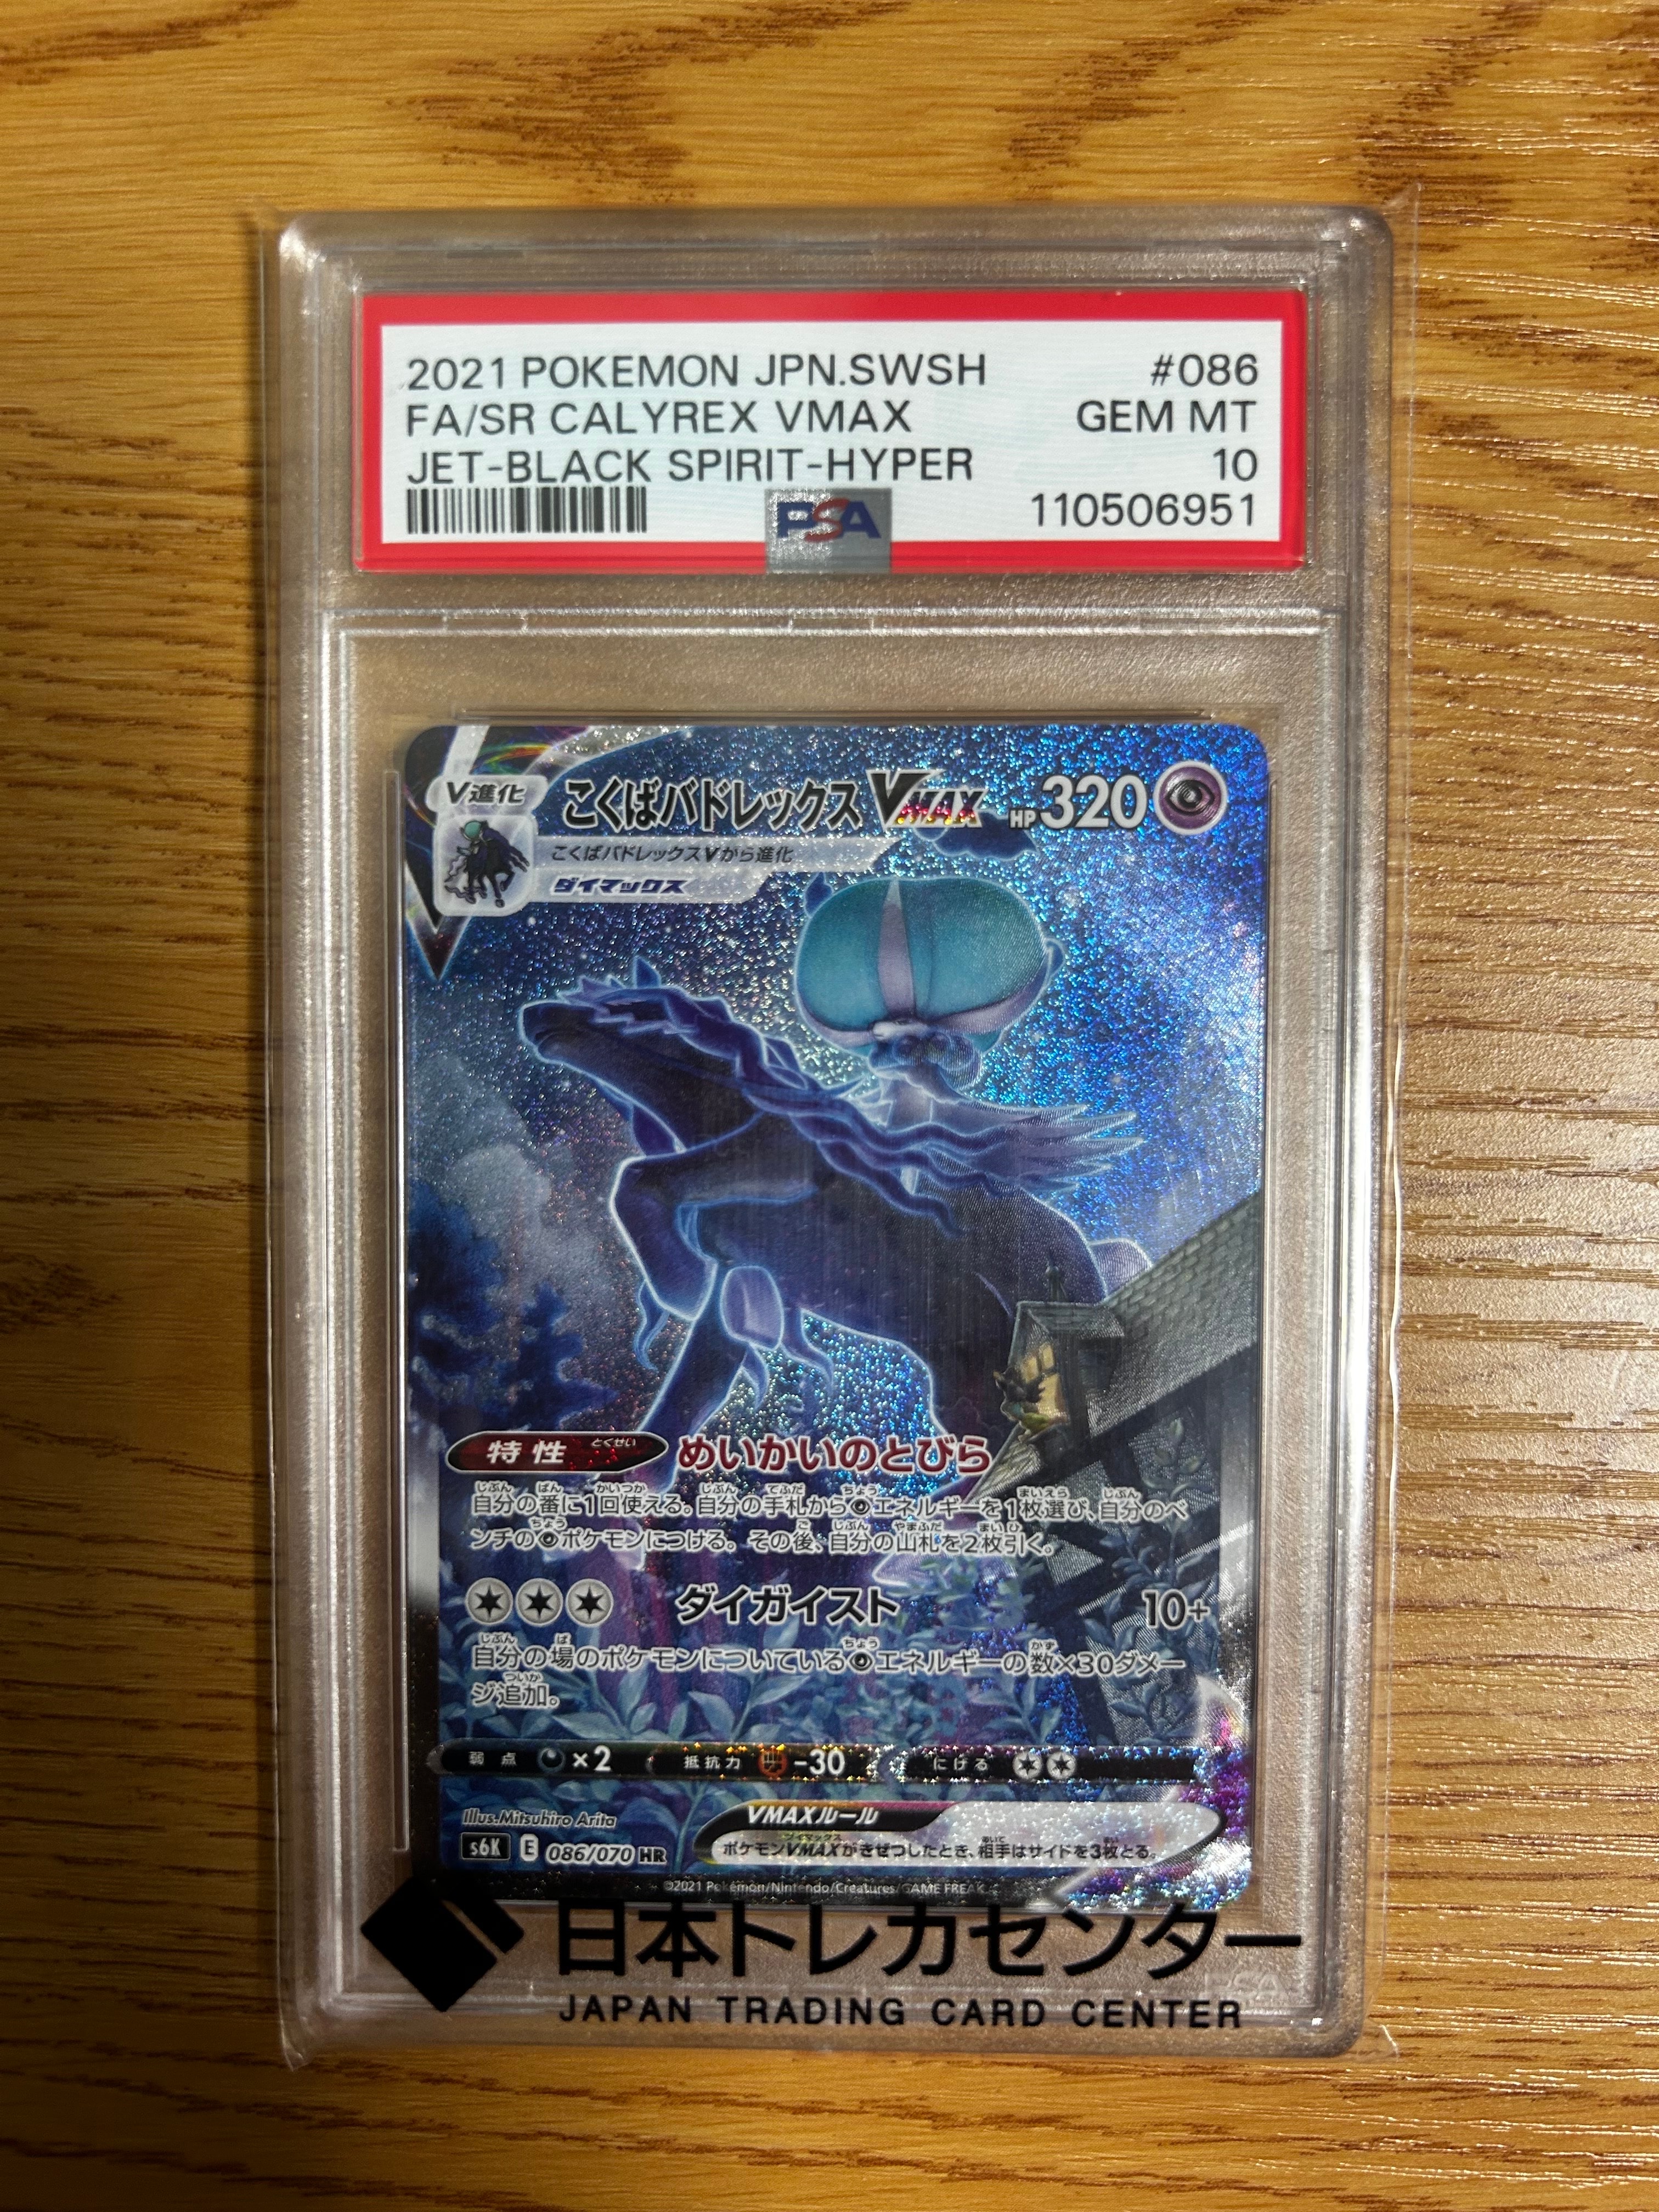 2021 POKEMON JPN.SWSH #086
FA/SR CALYREX VMAX GEM MT
JET-BLACK SPIRIT-HYPER 10
PSA 110506951
V進化 こくばバドレックスVMAX HP320
こくばバドレックスVから進化
ダイマックス
特性 とくせい めいかいのとびら
自分の番に1回使える。自分の手札からエネルギーを1枚選び、自分のベ
ンチのポケモンにつける。その後、自分の山札を2枚引く。
ダイガイスト 10+
自分の場のポケモンについているエネルギーの数×30ダメー
ジ追加。
弱点 ×2 抵抗力 -30 にげる
Illus.Mitsuhiro Arita
VMAXルール
s6K E 086/070 HR
ポケモンVMAXがきぜつしたとき、相手はサイドを3枚とる。
©2021 Pokémon/Nintendo/Creatures/GAME FREAK.
日本トレカセンター
PSA
JAPAN TRADING CARD CENTER